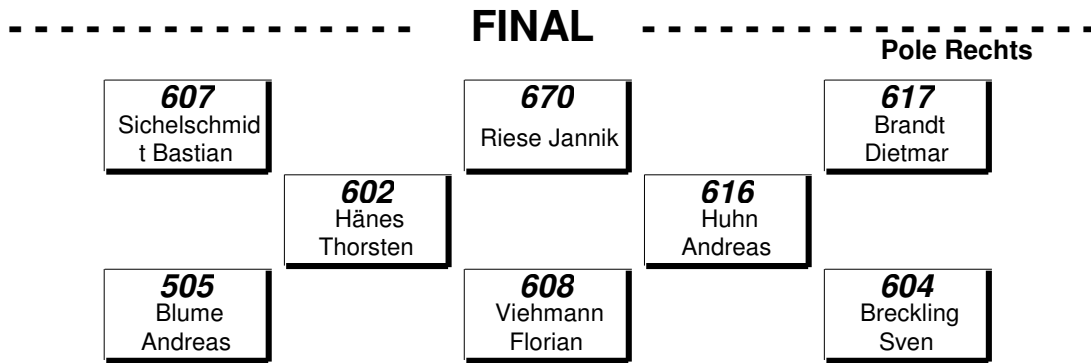 FINAL
Pole Rechts
607
Sichelschmid
t Bastian
670
Riese Jannik
617
Brandt
Dietmar
602
Hänes
Thorsten
616
Huhn
Andreas
505
Blume
Andreas
608
Viehmann
Florian
604
Breckling
Sven